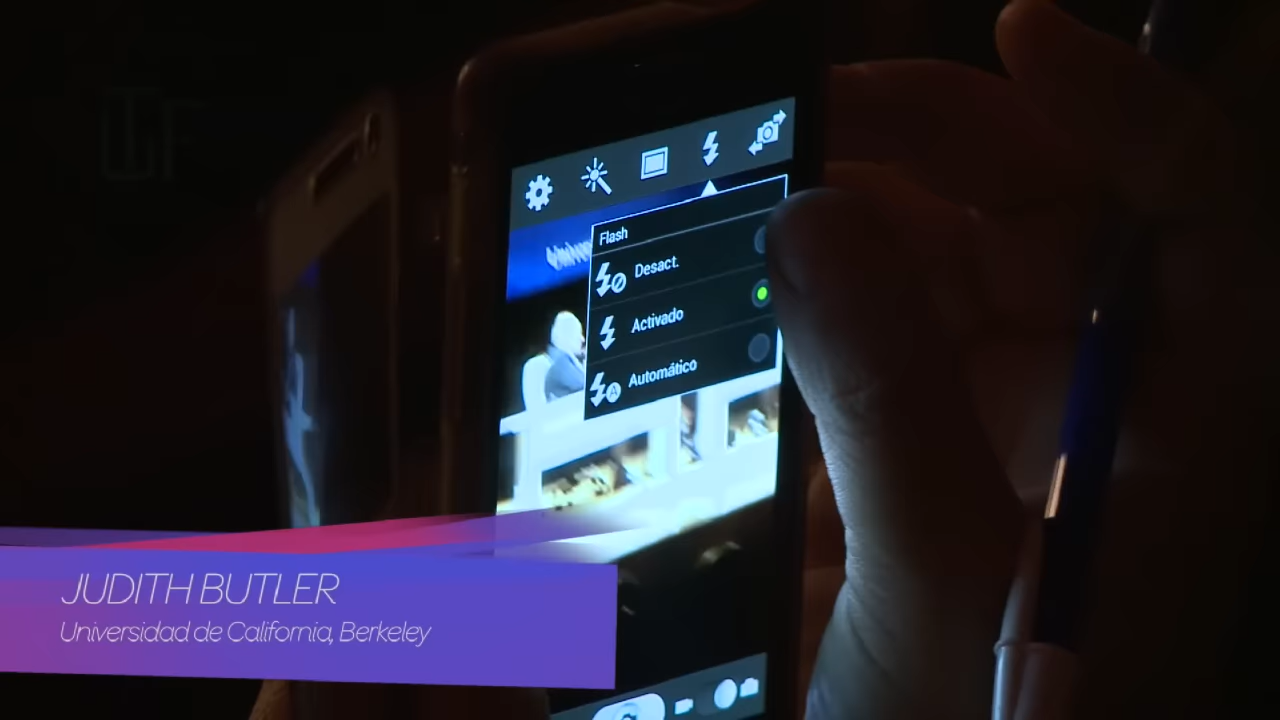 Flash
Desact.
Activado
Automático
JUDITH BUTLER
Universidad de California, Berkeley